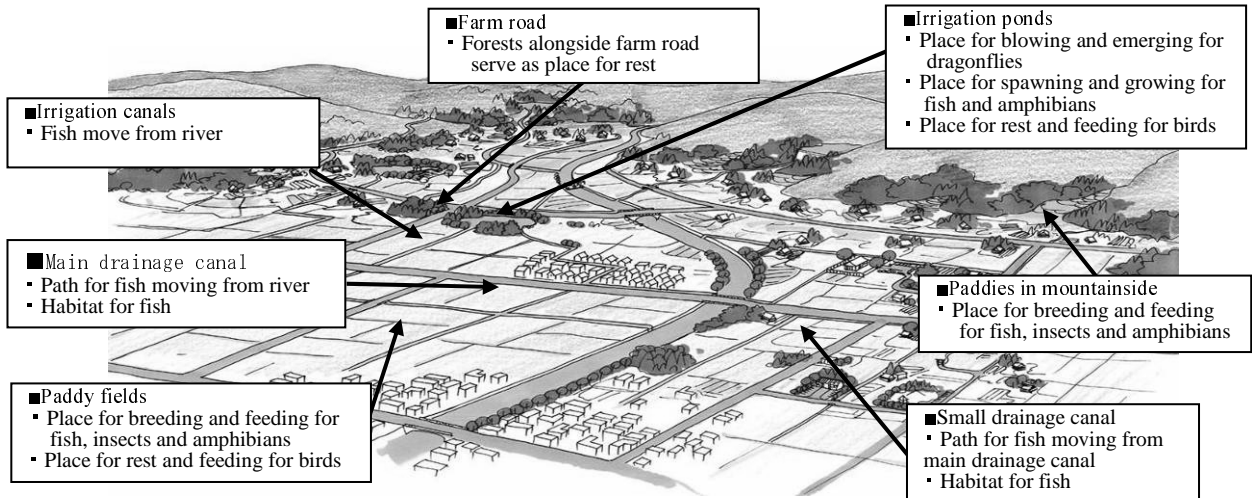 ■Farm road
▪ Forests alongside farm road
serve as place for rest
■Irrigation ponds
▪ Place for blowing and emerging for
dragonflies
▪ Place for spawning and growing for
fish and amphibians
▪ Place for rest and feeding for birds
■Irrigation canals
▪ Fish move from river
■Main drainage canal
▪ Path for fish moving from river
▪ Habitat for fish
■Paddies in mountainside
▪ Place for breeding and feeding
for fish, insects and amphibians
■Paddy fields
▪ Place for breeding and feeding for
fish, insects and amphibians
▪ Place for rest and feeding for birds
■Small drainage canal
▪ Path for fish moving from
main drainage canal
▪ Habitat for fish